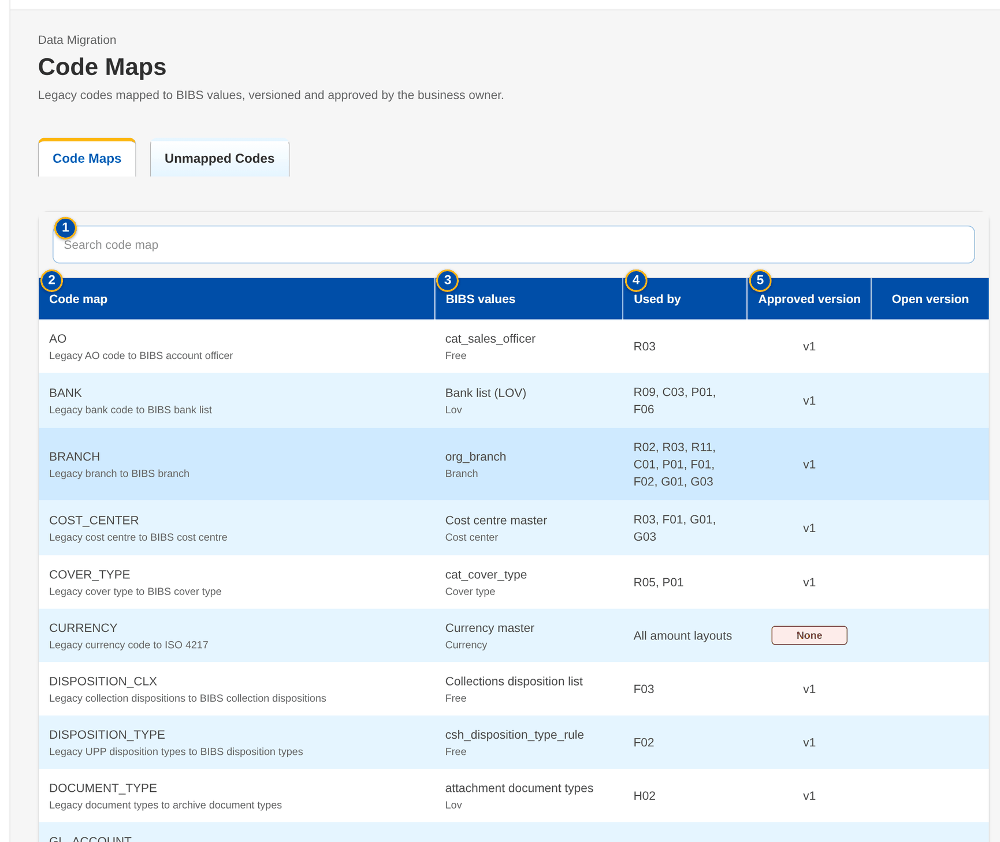 Data Migration
Code Maps
Legacy codes mapped to BIBS values, versioned and approved by the business owner.
Code Maps
Unmapped Codes
1
Search code map
2
3
4
5
Code map
BIBS values
Used by
Approved version
Open version
AO
Legacy AO code to BIBS account officer
cat_sales_officer
Free
R03
v1
BANK
Legacy bank code to BIBS bank list
Bank list (LOV)
Lov
R09, C03, P01,
F06
v1
BRANCH
Legacy branch to BIBS branch
org_branch
Branch
R02, R03, R11,
C01, P01, F01,
F02, G01, G03
v1
COST_CENTER
Legacy cost centre to BIBS cost centre
Cost centre master
Cost center
R03, F01, G01,
G03
v1
COVER_TYPE
Legacy cover type to BIBS cover type
cat_cover_type
Cover type
R05, P01
v1
CURRENCY
Legacy currency code to ISO 4217
Currency master
Currency
All amount layouts
None
DISPOSITION_CLX
Legacy collection dispositions to BIBS collection dispositions
Collections disposition list
Free
F03
v1
DISPOSITION_TYPE
Legacy UPP disposition types to BIBS disposition types
csh_disposition_type_rule
Free
F02
v1
DOCUMENT_TYPE
Legacy document types to archive document types
attachment document types
Lov
H02
v1
GL_ACCOUNT